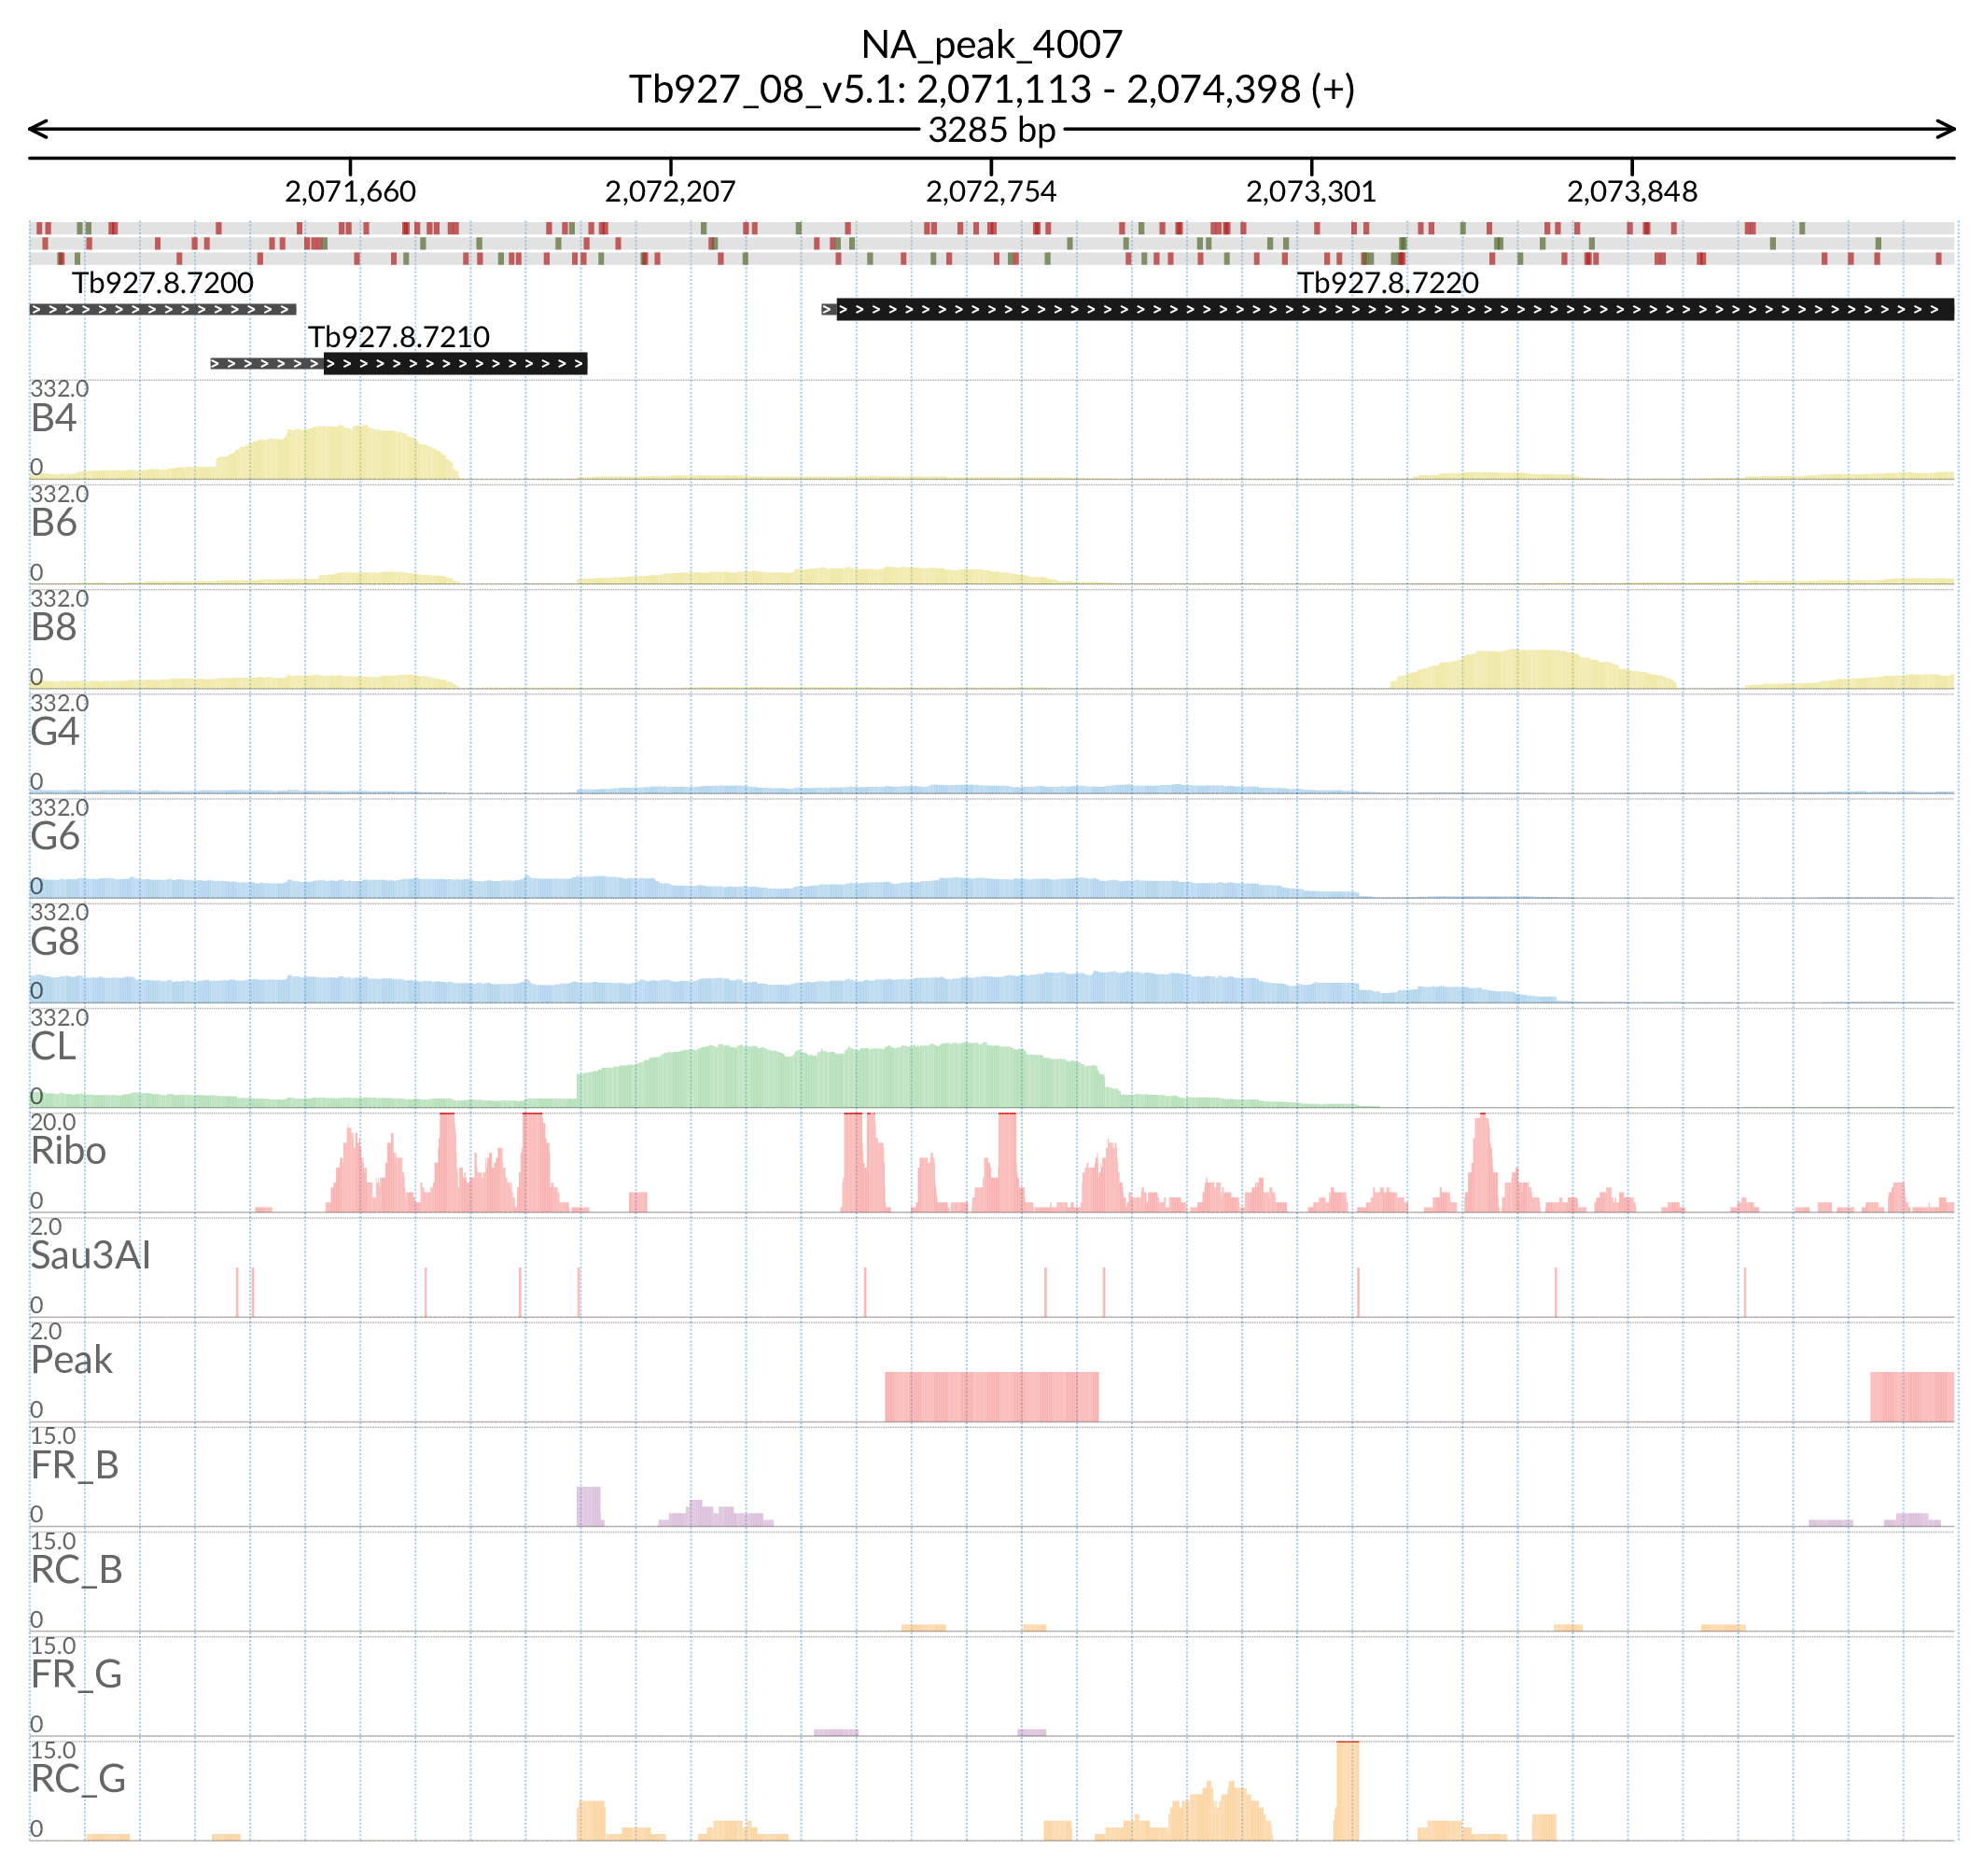 NA_peak_4007
Tb927_08_v5.1: 2,071,113 - 2,074,398 (+)
3285 bp
2,071,660 2,072,207 2,072,754 2,073,301 2,073,848
Tb927.8.7200 Tb927.8.7220
Tb927.8.7210
332.0
B4
0
332.0
B6
0
332.0
B8
0
332.0
G4
0
332.0
G6
0
332.0
G8
0
332.0
CL
0
20.0
Ribo
0
2.0
Sau3AI
0
2.0
Peak
0
15.0
FR_B
0
15.0
RC_B
0
15.0
FR_G
0
15.0
RC_G
0